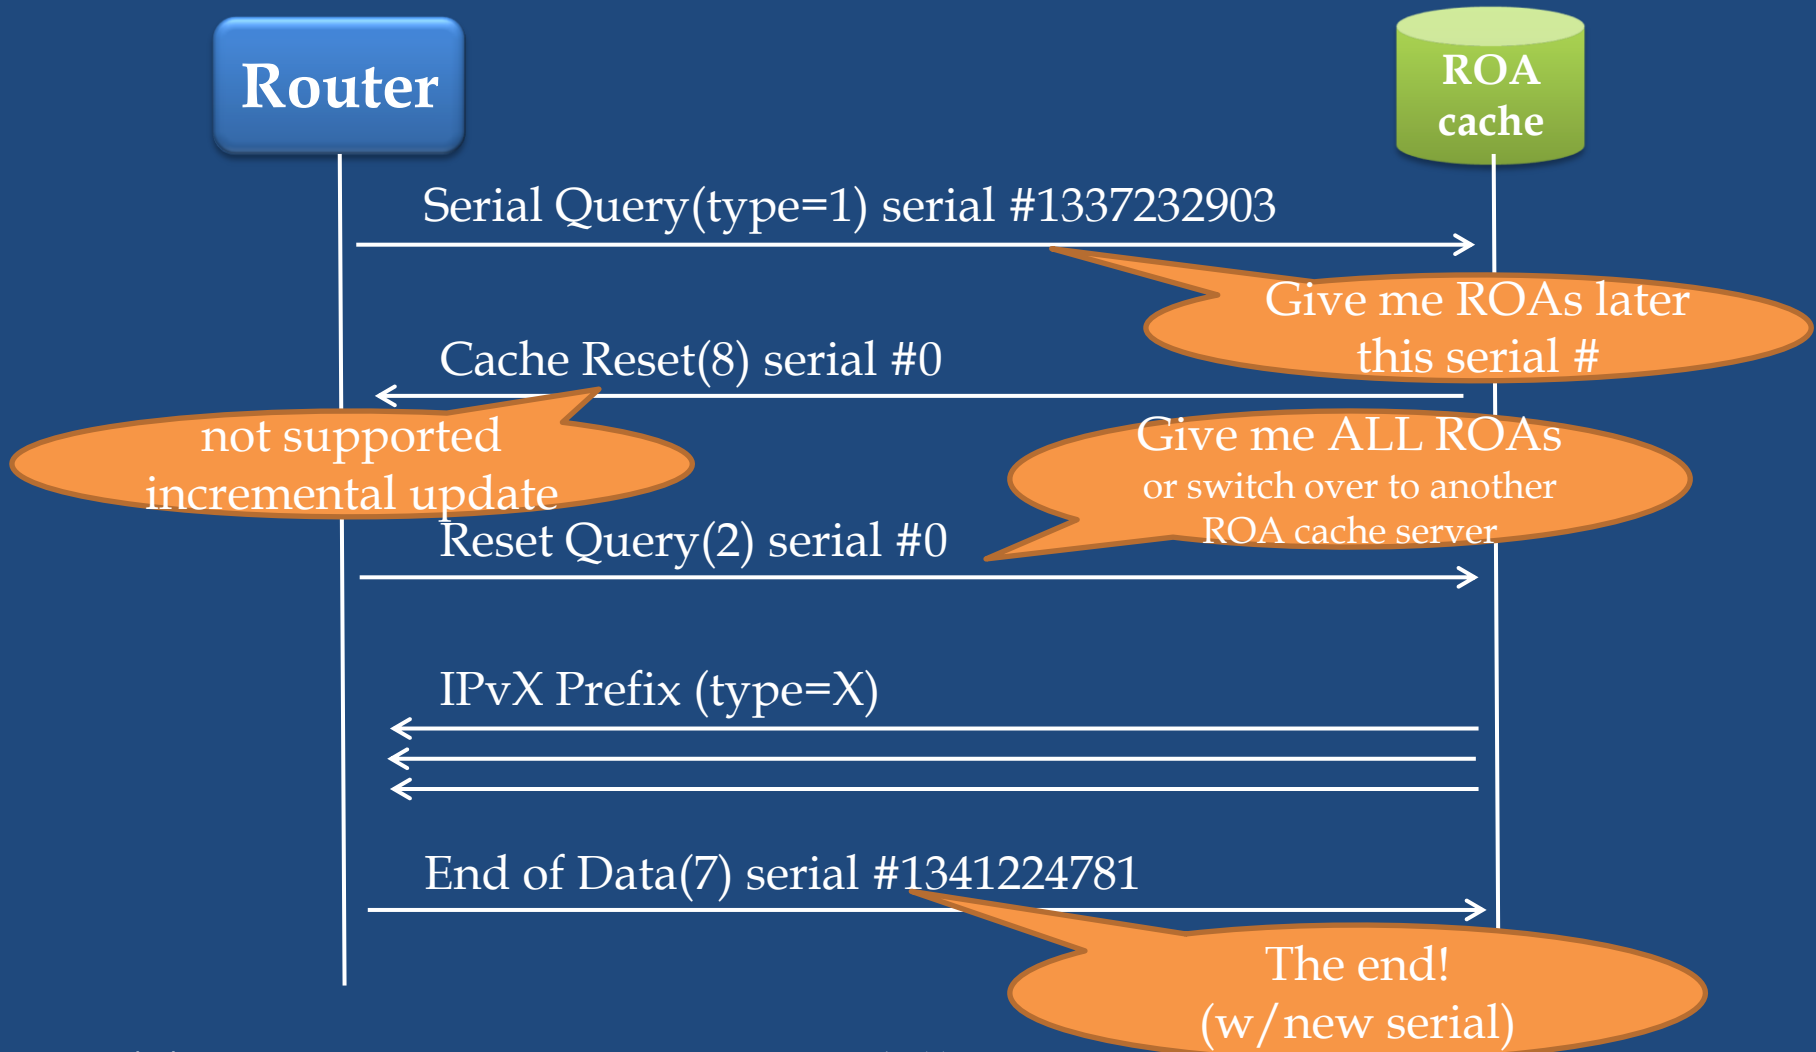 Router
ROA
cache
Serial Query(type=1) serial #1337232903
Give me ROAs later
this serial #
Cache Reset(8) serial #0
not supported
incremental update
Give me ALL ROAs
or switch over to another
ROA cache server
Reset Query(2) serial #0
IPvX Prefix (type=X)
End of Data(7) serial #1341224781
The end!
(w/new serial)